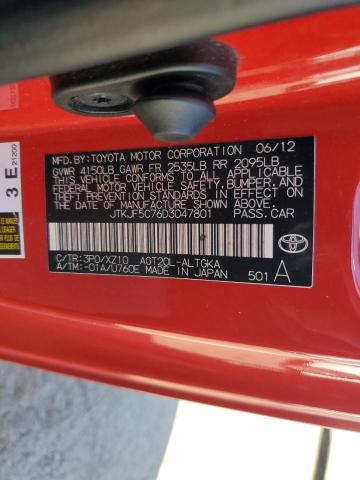 MFD.BY:TOYOTA MOTOR CORPORATION 06/12
GVWR 4150LB GAWR FR 2535LB RR 2095LB
THIS VEHICLE CONFORMS TO ALL APPLICABLE
FEDERAL MOTOR VEHICLE SAFETY, BUMPER, AND
THEFT PREVENTION STANDARDS IN EFFECT ON
THE DATE OF MANUFACTURE SHOWN ABOVE.
JTKJF5C76D3047801 PASS.CAR
C/TR:3P0/XZ10 AGT20L-ALTGKA
A/TM:-01A/U760E MADE IN JAPAN 501 A
TOYOTA
3 E
21200